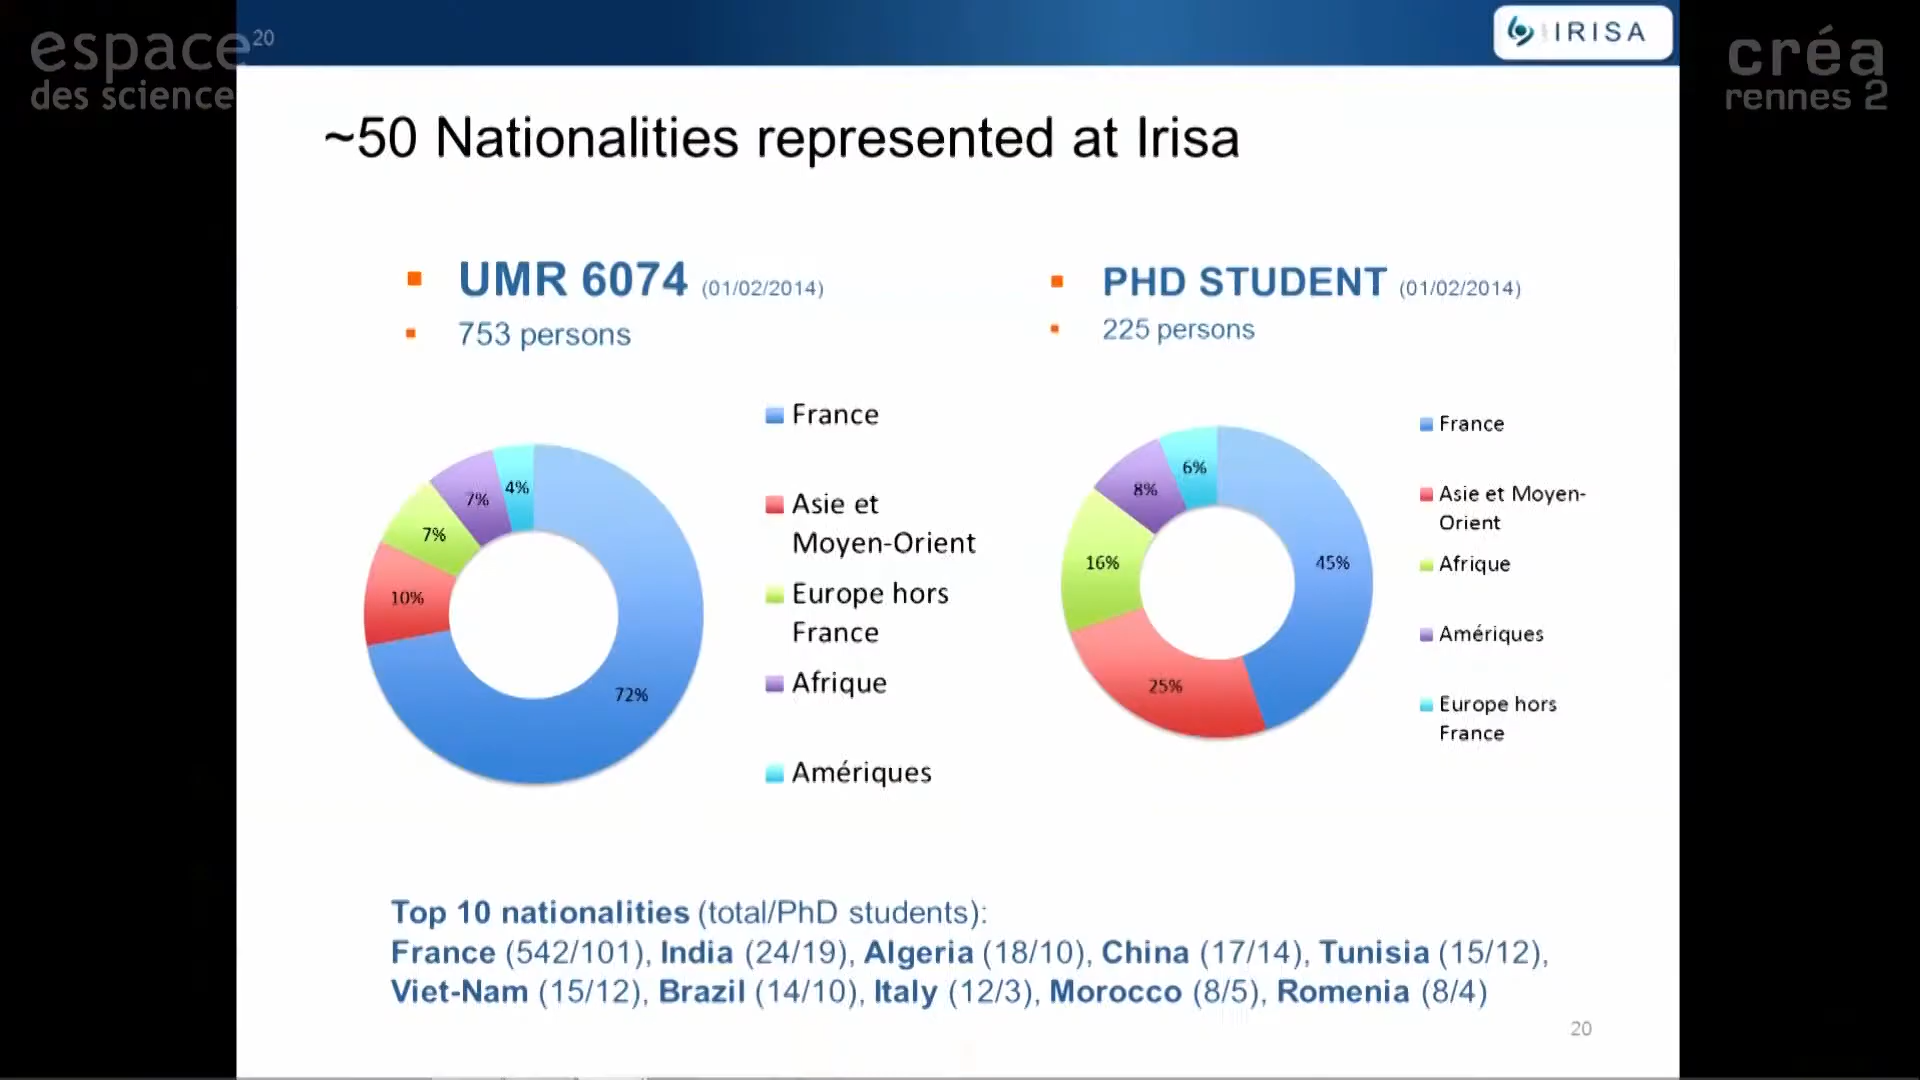 espace
des science
20
IRISA
créa
rennes 2
~50 Nationalities represented at Irisa
UMR 6074 (01/02/2014)
753 persons
PHD STUDENT (01/02/2014)
225 persons
France
Asie et
Moyen-Orient
Europe hors
France
Afrique
Amériques
4%
7%
7%
10%
72%
France
Asie et Moyen-
Orient
Afrique
Amériques
Europe hors
France
6%
8%
16%
45%
25%
Top 10 nationalities (total/PhD students):
France (542/101), India (24/19), Algeria (18/10), China (17/14), Tunisia (15/12),
Viet-Nam (15/12), Brazil (14/10), Italy (12/3), Morocco (8/5), Romenia (8/4)
20